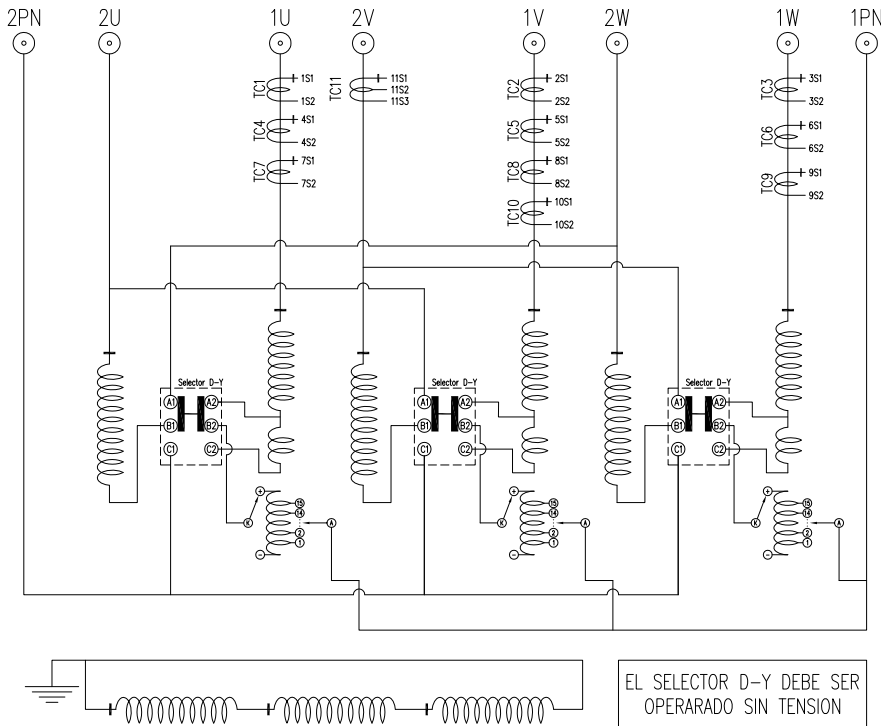 2PN 2U 1U 2V 1V 2W 1W 1PN
TC1 1S1 1S2
TC11 11S1 11S2 11S3
TC2 2S1 2S2
TC3 3S1 3S2
TC4 4S1 4S2
TC5 5S1 5S2
TC6 6S1 6S2
TC7 7S1 7S2
TC8 8S1 8S2
TC9 9S1 9S2
TC10 10S1 10S2
Selector D-Y Selector D-Y Selector D-Y
A1 A2 A1 A2 A1 A2
B1 B2 B1 B2 B1 B2
C1 C2 C1 C2 C1 C2
+ 15 + 15 + 15
14 14 14
K A K A K A
2 2 2
- 1 - 1 - 1
EL SELECTOR D-Y DEBE SER
OPERARADO SIN TENSION